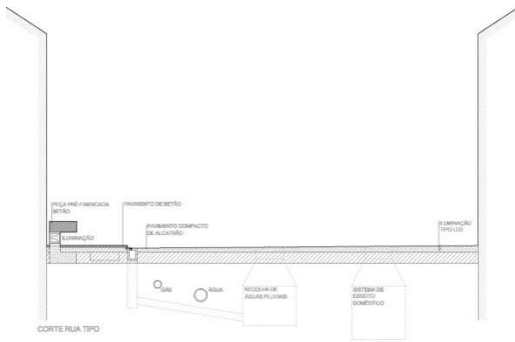 PEÇA PRÉ-FABRICADA
BETÃO
PAVIMENTO DE BETÃO
ILUMINAÇÃO
PAVIMENTO COMPACTO
DE ALCATRÃO
ILUMINAÇÃO
TIPO LED
GÁS
ÁGUA
RECOLHA DE
ÁGUAS PLUVIAIS
SISTEMA DE
ESGOTO
DOMÉSTICO
CORTE RUA TIPO